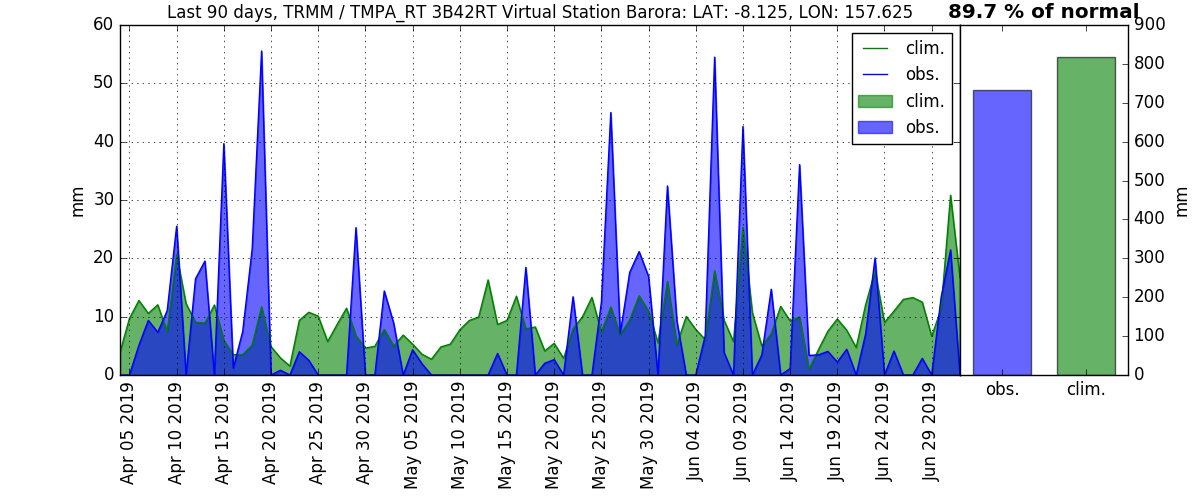 Last 90 days, TRMM / TMPA_RT 3B42RT Virtual Station Barora: LAT: -8.125, LON: 157.625
89.7 % of normal
60
50
40
30
20
10
0
mm
clim.
obs.
clim.
obs.
900
800
700
600
500
400
300
200
100
0
mm
Apr 05 2019
Apr 10 2019
Apr 15 2019
Apr 20 2019
Apr 25 2019
Apr 30 2019
May 05 2019
May 10 2019
May 15 2019
May 20 2019
May 25 2019
May 30 2019
Jun 04 2019
Jun 09 2019
Jun 14 2019
Jun 19 2019
Jun 24 2019
Jun 29 2019
obs.
clim.